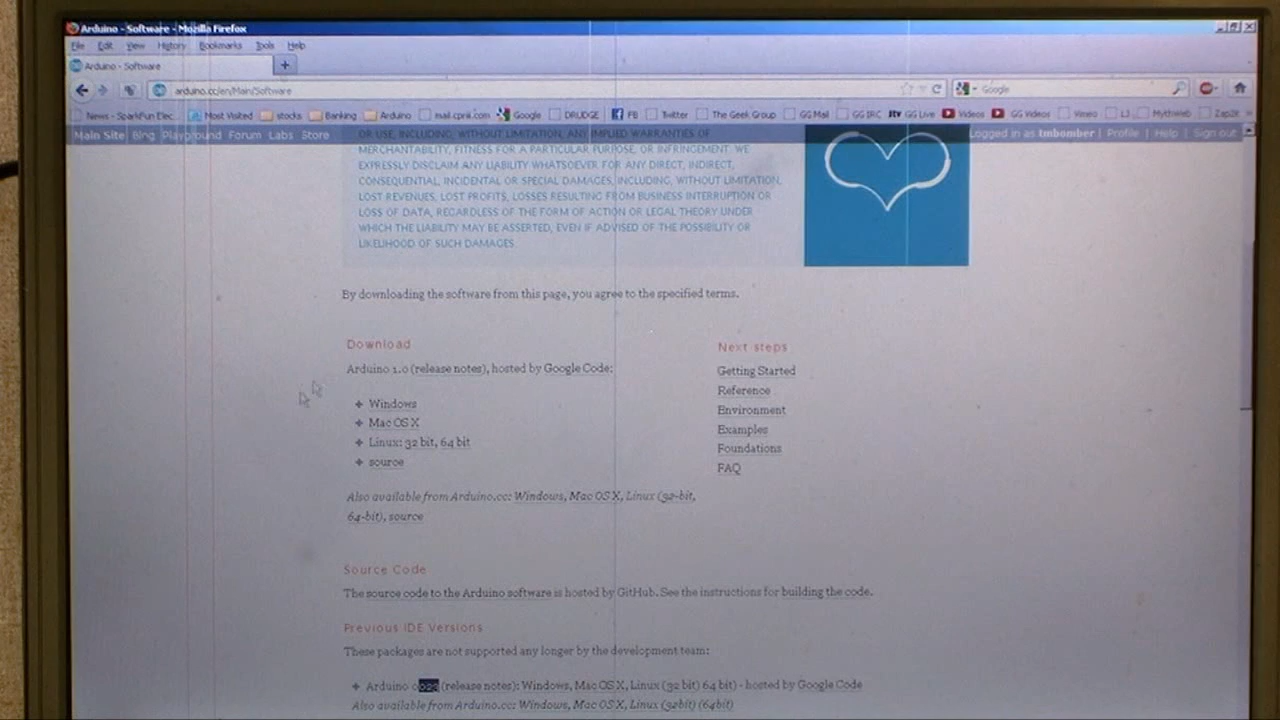 Arduino - Software - Mozilla Firefox
File Edit View History Bookmarks Tools Help
Arduino - Software +
arduino.cc/en/Main/Software Google
News - SparkFun Elec... Most Visited stocks Banking Arduino mail.cpnk.com Google DRUDGE FB Twitter The Geek Group GG Mail GG IRC GG Live Videos GG Videos Vimeo L3 MythWeb Zap2it
Main Site Blog Playground Forum Labs Store Logged in as tmbomber | Profile | Help | Sign out
OR USE, INCLUDING, WITHOUT LIMITATION, ANY IMPLIED WARRANTIES OF
MERCHANTABILITY, FITNESS FOR A PARTICULAR PURPOSE, OR INFRINGEMENT. WE
EXPRESSLY DISCLAIM ANY LIABILITY WHATSOEVER FOR ANY DIRECT, INDIRECT,
CONSEQUENTIAL, INCIDENTAL OR SPECIAL DAMAGES, INCLUDING, WITHOUT LIMITATION,
LOST REVENUES, LOST PROFITS, LOSSES RESULTING FROM BUSINESS INTERRUPTION OR
LOSS OF DATA, REGARDLESS OF THE FORM OF ACTION OR LEGAL THEORY UNDER
WHICH THE LIABILITY MAY BE ASSERTED, EVEN IF ADVISED OF THE POSSIBILITY OR
LIKELIHOOD OF SUCH DAMAGES.
By downloading the software from this page, you agree to the specified terms.
Download
Arduino 1.0 (release notes), hosted by Google Code:
Windows
Mac OS X
Linux: 32 bit, 64 bit
source
Also available from Arduino.cc: Windows, Mac OS X, Linux (32-bit,
64-bit), source
Next steps
Getting Started
Reference
Environment
Examples
Foundations
FAQ
Source Code
The source code to the Arduino software is hosted by GitHub. See the instructions for building the code.
Previous IDE Versions
These packages are not supported any longer by the development team:
Arduino 0023 (release notes): Windows, Mac OS X, Linux (32 bit) 64 bit) - hosted by Google Code
Also available from Arduino.cc: Windows, Mac OS X, Linux (32bit) (64bit)